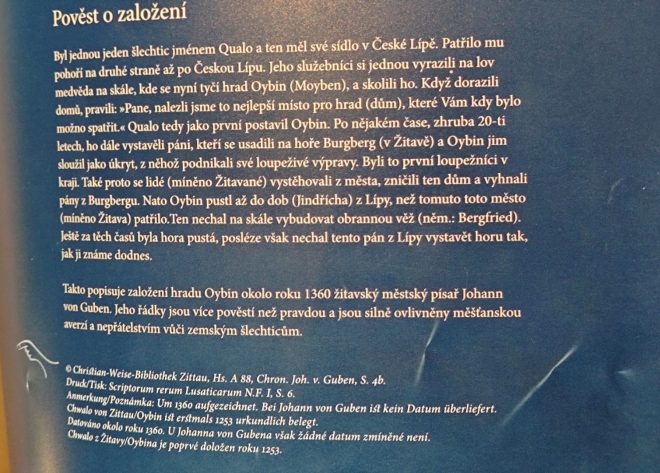 Pověst o založení
Byl jednou jeden šlechtic jménem Qualo a ten měl své sídlo v České Lípě. Patřilo mu
pohoří na druhé straně až po Českou Lípu. Jeho služebníci si jednou vyrazili na lov
medvěda na skále, kde se nyní tyčí hrad Oybin (Moyben), a skolili ho. Když dorazili
domů, pravili: »Pane, nalezli jsme to nejlepší místo pro hrad (dům), které Vám kdy bylo
možno spatřit.« Qualo tedy jako první postavil Oybin. Po nějakém čase, zhruba 20-ti
letech, ho dále vystavěli páni, kteří se usadili na hoře Burgberg (v Žitavě) a Oybin jim
sloužil jako úkryt, z něhož podnikali své loupeživé výpravy. Byli to první loupežníci v
kraji. Také proto se lidé (míněno Žitavané) vystěhovali z města, zničili ten dům a vyhnali
pány z Burgbergu. Nato Oybin pustl až do dob (Jindřícha) z Lípy, než tomuto toto město
(míněno Žitava) patřilo.Ten nechal na skále vybudovat obrannou věž (něm.: Bergfried).
Ještě za těch časů byla hora pustá, posléze však nechal tento pán z Lípy vystavět horu tak,
jak ji známe dodnes.
Takto popisuje založení hradu Oybin okolo roku 1360 žitavský městský písař Johann
von Guben. Jeho řádky jsou více pověstí než pravdou a jsou silně ovlivněny měšťanskou
averzí a nepřátelstvím vůči zemským šlechticům.
© Christian-Weise-Bibliothek Zittau, Hs. A 88, Chron. Joh. v. Guben, S. 4b.
Druck/Tisk: Scriptorum rerum Lusaticarum N.F. I, S. 6.
Anmerkung/Poznámka: Um 1360 aufgezeichnet. Bei Johann von Guben ist kein Datum überliefert.
Chwalo von Zittau/Oybin ist erstmals 1253 urkundlich belegt.
Datováno okolo roku 1360. U Johanna von Gubena však žádné datum zmíněné není.
Chwalo z Žitavy/Oybina je poprvé doložen roku 1253.